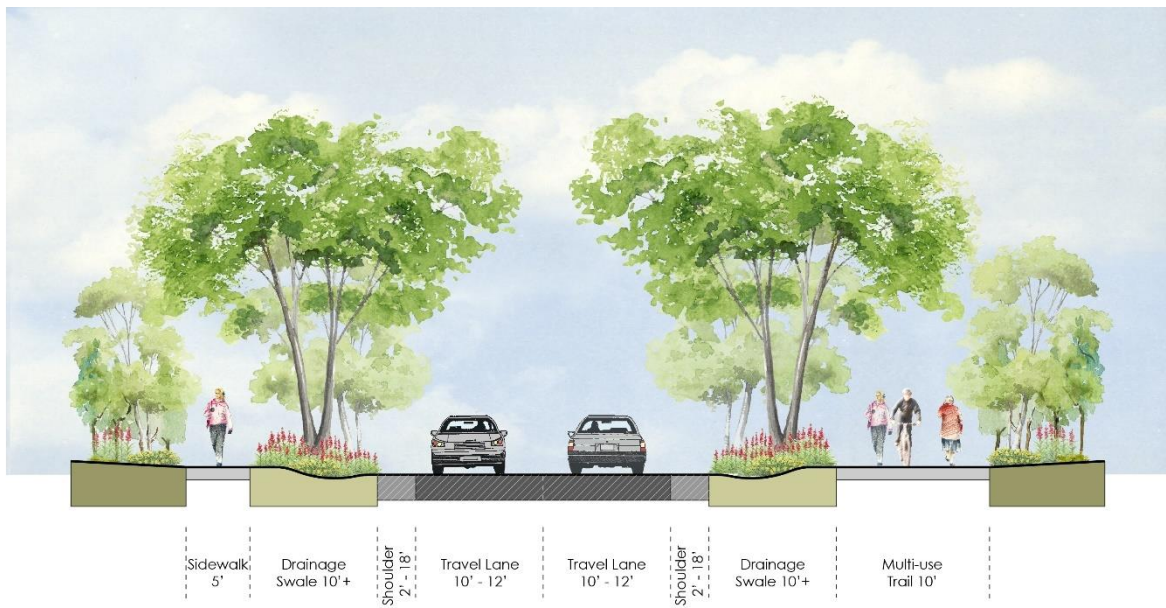 Sidewalk
5'
Drainage
Swale 10'+
Shoulder
2' - 18'
Travel Lane
10' - 12'
Travel Lane
10' - 12'
Shoulder
2' - 18'
Drainage
Swale 10'+
Multi-use
Trail 10'